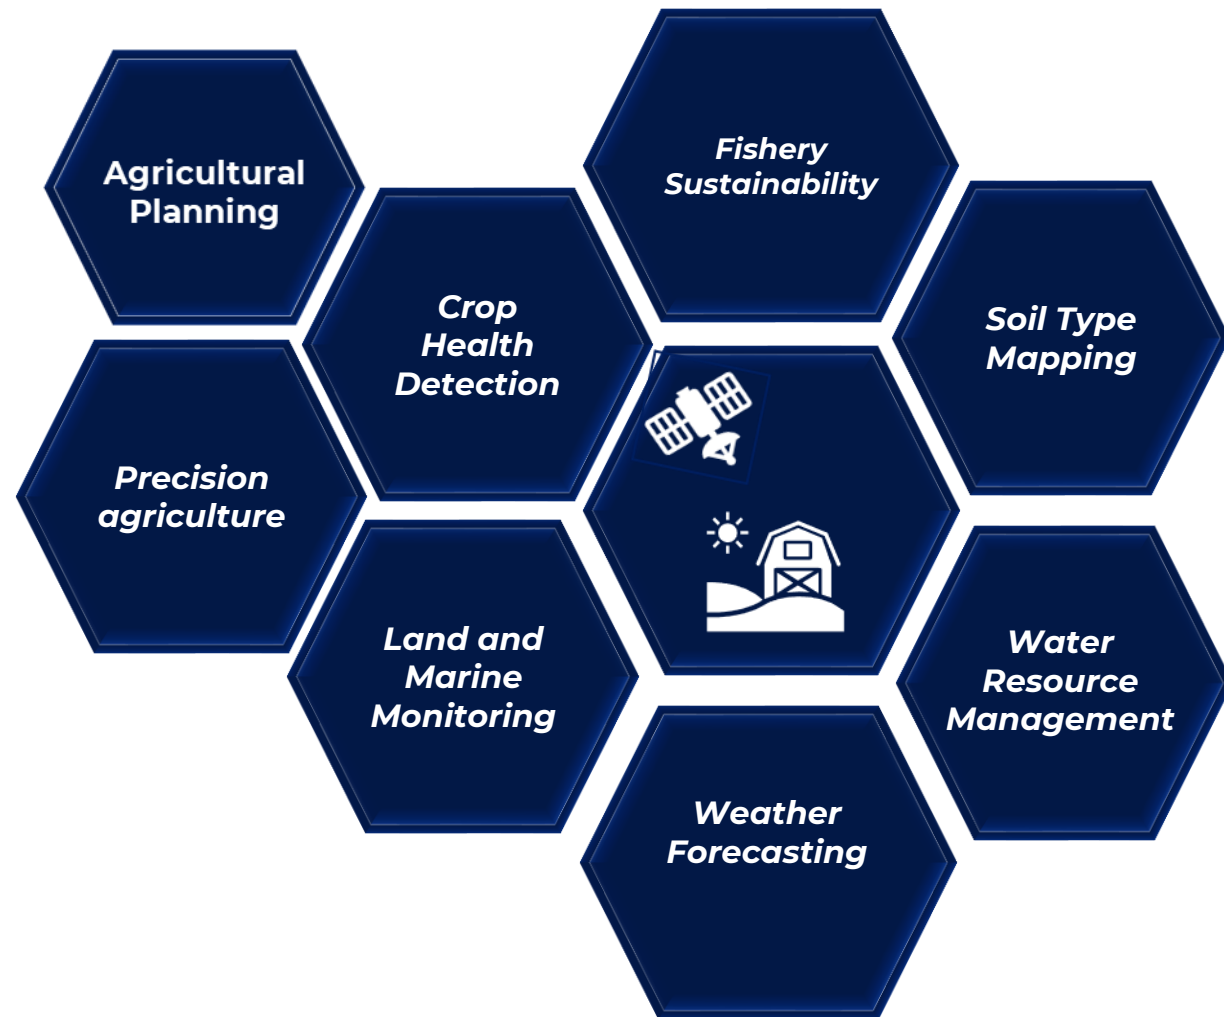 Agricultural
Planning
Fishery
Sustainability
Crop
Health
Detection
Soil Type
Mapping
Precision
agriculture
Land and
Marine
Monitoring
Water
Resource
Management
Weather
Forecasting